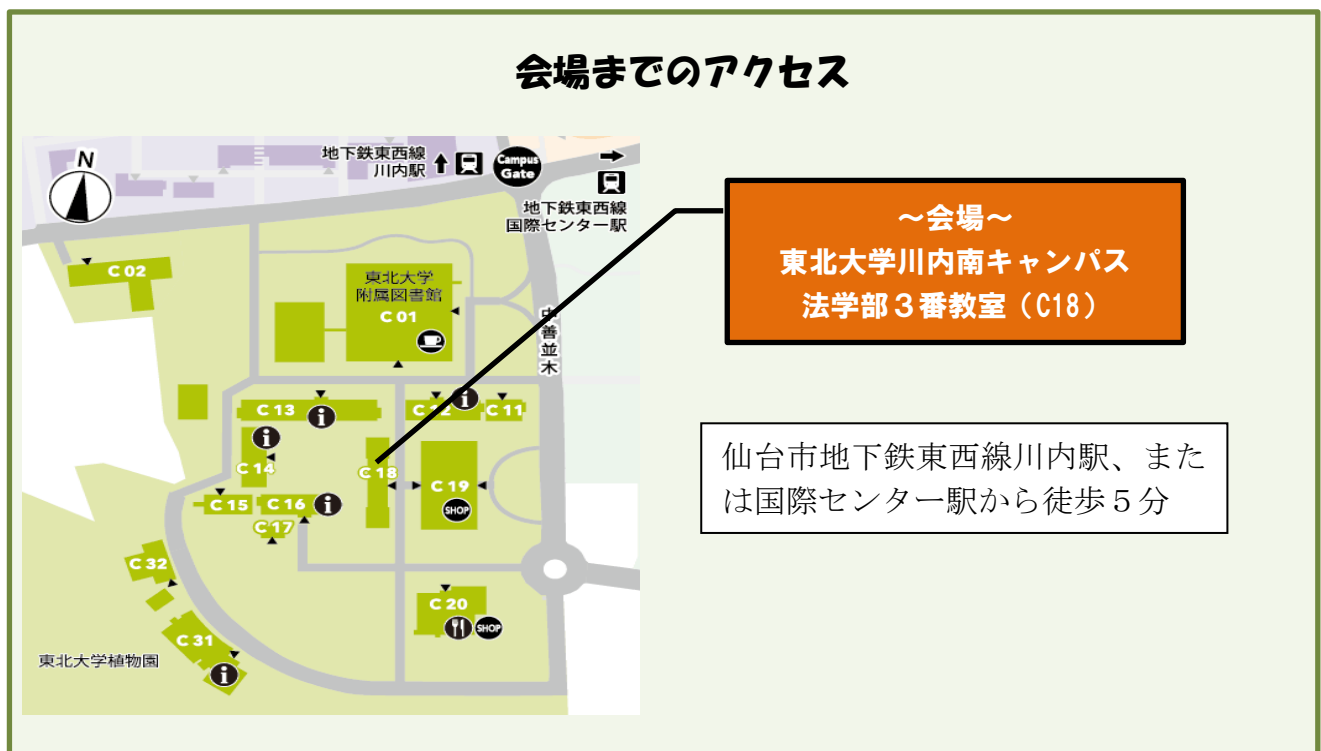 会場までのアクセス
N
地下鉄東西線
川内駅
Campus
Gate
地下鉄東西線
国際センター駅
C 02
東北大学
附属図書館
C 01
中善並木
～会場～
東北大学川内南キャンパス
法学部３番教室（C18）
C 13
C 12
C 11
C 14
C 18
C 19
SHOP
C 15
C 16
C 17
仙台市地下鉄東西線川内駅、また
は国際センター駅から徒歩５分
C 32
C 20
SHOP
C 31
東北大学植物園